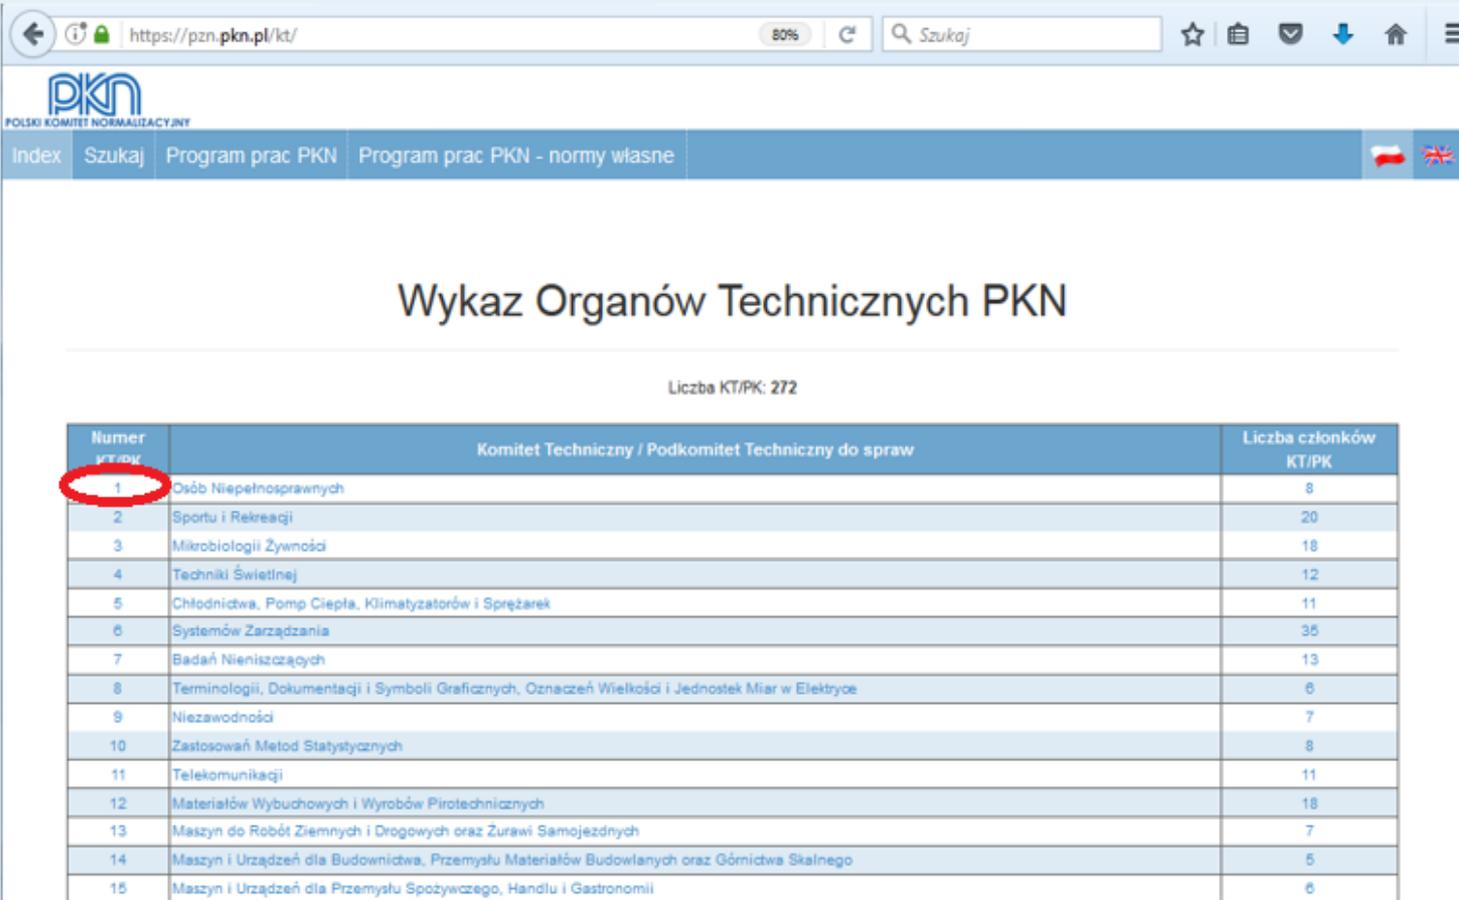 https://pzn.pkn.pl/kt/ 80% Szukaj
PKN
POLSKI KOMITET NORMALIZACYJNY
Index Szukaj Program prac PKN Program prac PKN - normy własne
Wykaz Organów Technicznych PKN
Liczba KT/PK: 272
Numer KT/PK Komitet Techniczny / Podkomitet Techniczny do spraw Liczba członków KT/PK
1 Osób Niepełnosprawnych 8
2 Sportu i Rekreacji 20
3 Mikrobiologii Żywności 18
4 Techniki Świetlnej 12
5 Chłodnictwa, Pomp Ciepła, Klimatyzatorów i Sprężarek 11
6 Systemów Zarządzania 35
7 Badań Nieniszczących 13
8 Terminologii, Dokumentacji i Symboli Graficznych, Oznaczeń Wielkości i Jednostek Miar w Elektryce 6
9 Niezawodności 7
10 Zastosowań Metod Statystycznych 8
11 Telekomunikacji 11
12 Materiałów Wybuchowych i Wyrobów Pirotechnicznych 18
13 Maszyn do Robót Ziemnych i Drogowych oraz Żurawi Samojezdnych 7
14 Maszyn i Urządzeń dla Budownictwa, Przemysłu Materiałów Budowlanych oraz Górnictwa Skalnego 5
15 Maszyn i Urządzeń dla Przemysłu Spożywczego, Handlu i Gastronomii 6